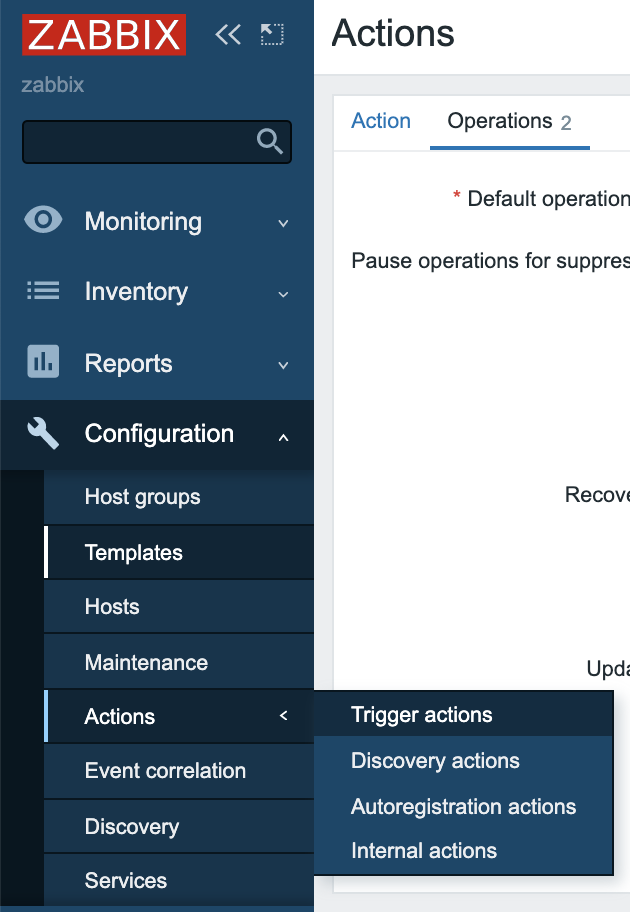 ZABBIX
zabbix
Monitoring
Inventory
Reports
Configuration
Host groups
Templates
Hosts
Maintenance
Actions
Event correlation
Discovery
Services
Trigger actions
Discovery actions
Autoregistration actions
Internal actions
Actions
Action Operations 2
* Default operation
Pause operations for suppres
Recove
Upda